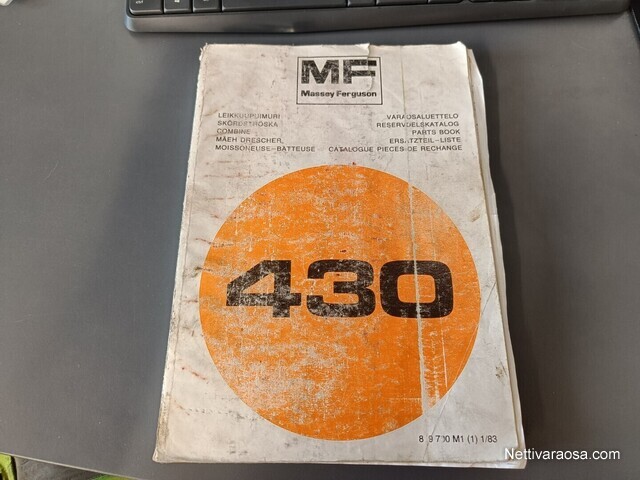 MF
Massey Ferguson
LEIKKUUPUIMURI VARAOSALUETTELO
SKÖRDETRÖSKA RESERVDELSKATALOG
COMBINE PARTS BOOK
MÄEH DRESCHER ERSATZTEIL-LISTE
MOISSONEUSE-BATTEUSE CATALOGUE PIECES DE RECHANGE
430
M1 (1) 1/83
Nettivaraosa.com